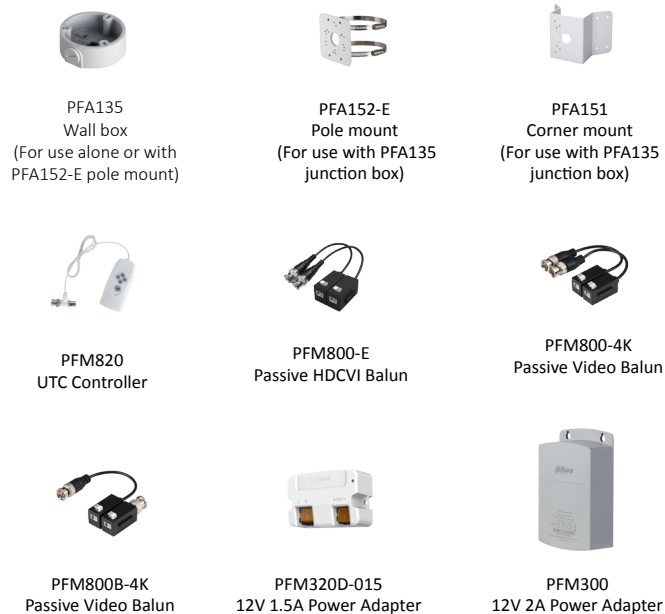 PFA135
Wall box
(For use alone or with
PFA152-E pole mount)
PFA152-E
Pole mount
(For use with PFA135
junction box)
PFA151
Corner mount
(For use with PFA135
junction box)
PFM820
UTC Controller
PFM800-E
Passive HDCVI Balun
PFM800-4K
Passive Video Balun
PFM800B-4K
Passive Video Balun
PFM320D-015
12V 1.5A Power Adapter
alhua
PFM300
12V 2A Power Adapter